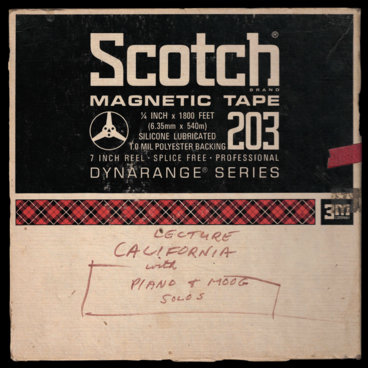 Scotch®
BRAND
MAGNETIC TAPE
¼ INCH x 1800 FEET
(6.35mm x 540m)
SILICONE LUBRICATED
1.0 MIL POLYESTER BACKING
203
7 INCH REEL · SPLICE FREE · PROFESSIONAL
DYNARANGE® SERIES
3M
LECTURE
CALIFORNIA
with
PIANO & MOOG
SOLOS